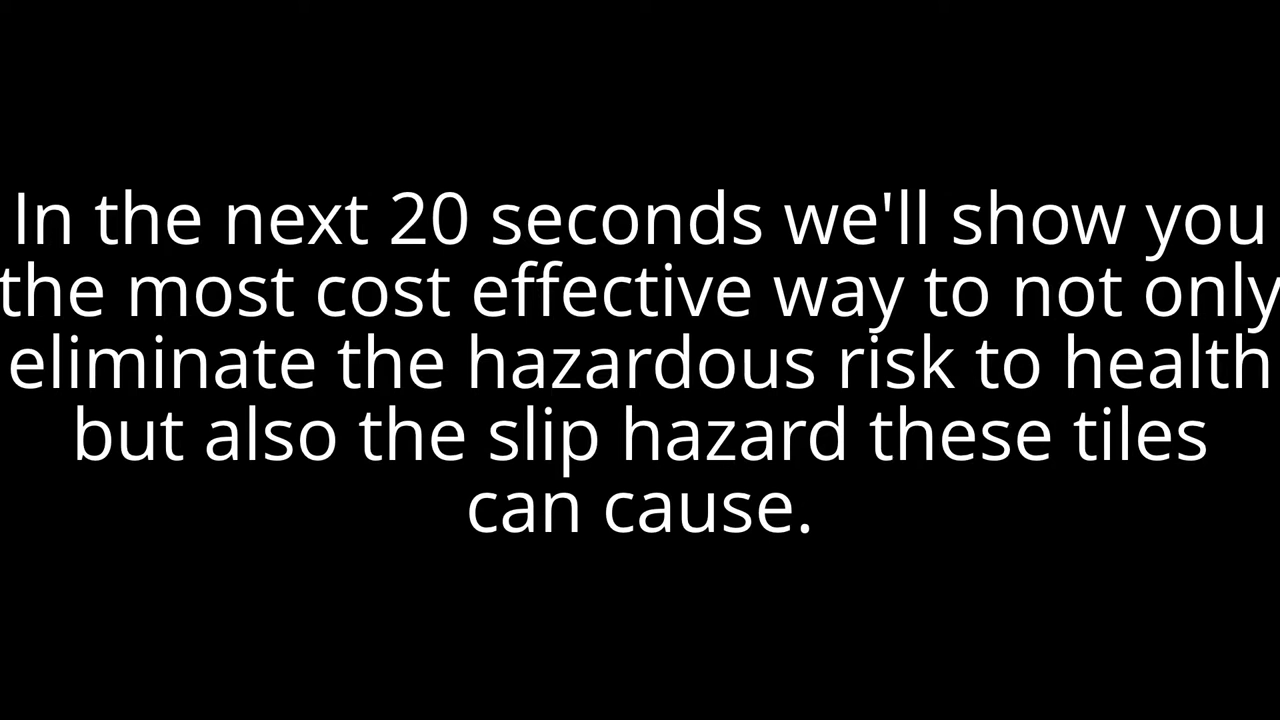 In the next 20 seconds we'll show you
the most cost effective way to not only
eliminate the hazardous risk to health
but also the slip hazard these tiles
can cause.